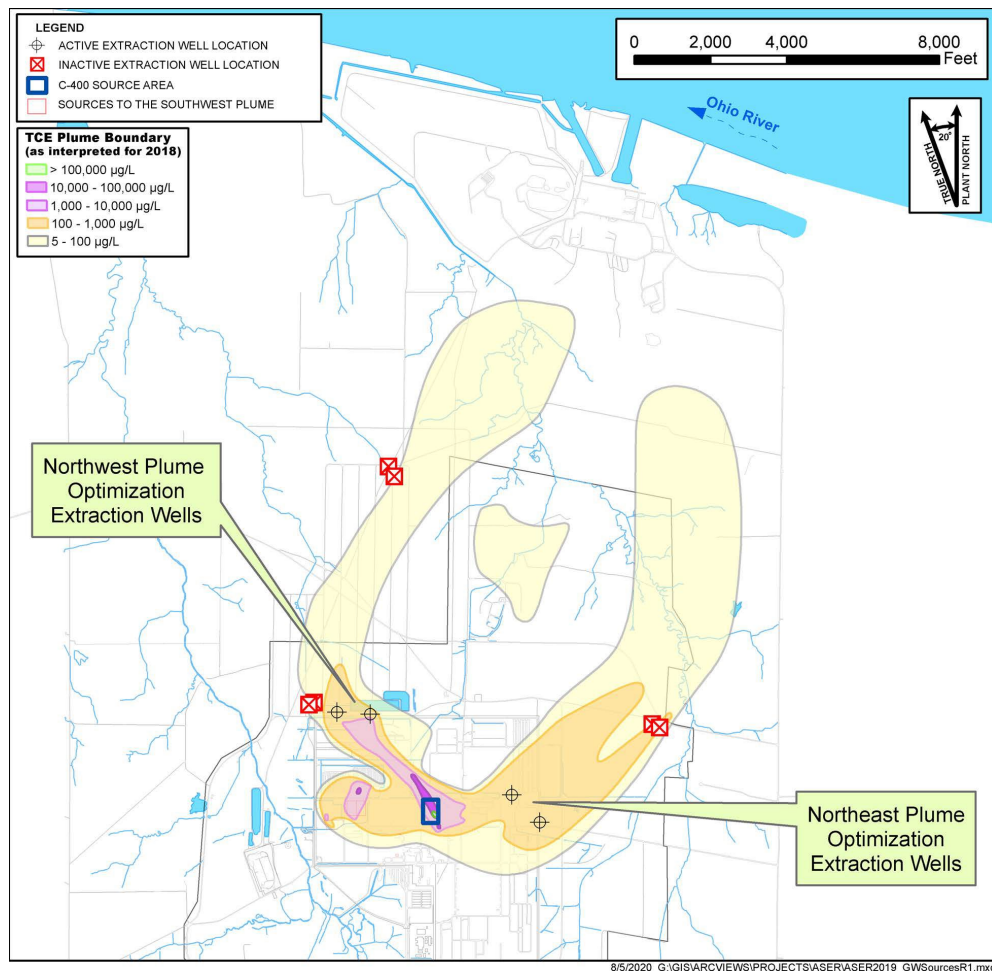 LEGEND
ACTIVE EXTRACTION WELL LOCATION
INACTIVE EXTRACTION WELL LOCATION
C-400 SOURCE AREA
SOURCES TO THE SOUTHWEST PLUME
TCE Plume Boundary
(as interpreted for 2018)
> 100,000 µg/L
10,000 - 100,000 µg/L
1,000 - 10,000 µg/L
100 - 1,000 µg/L
5 - 100 µg/L
0 2,000 4,000 8,000
Feet
Ohio River
20°
TRUE NORTH
PLANT NORTH
Northwest Plume
Optimization
Extraction Wells
Northeast Plume
Optimization
Extraction Wells
8/5/2020 G:\GIS\ARCVIEWS\PROJECTS\ASER\ASER2019_GWSourcesR1.mxd